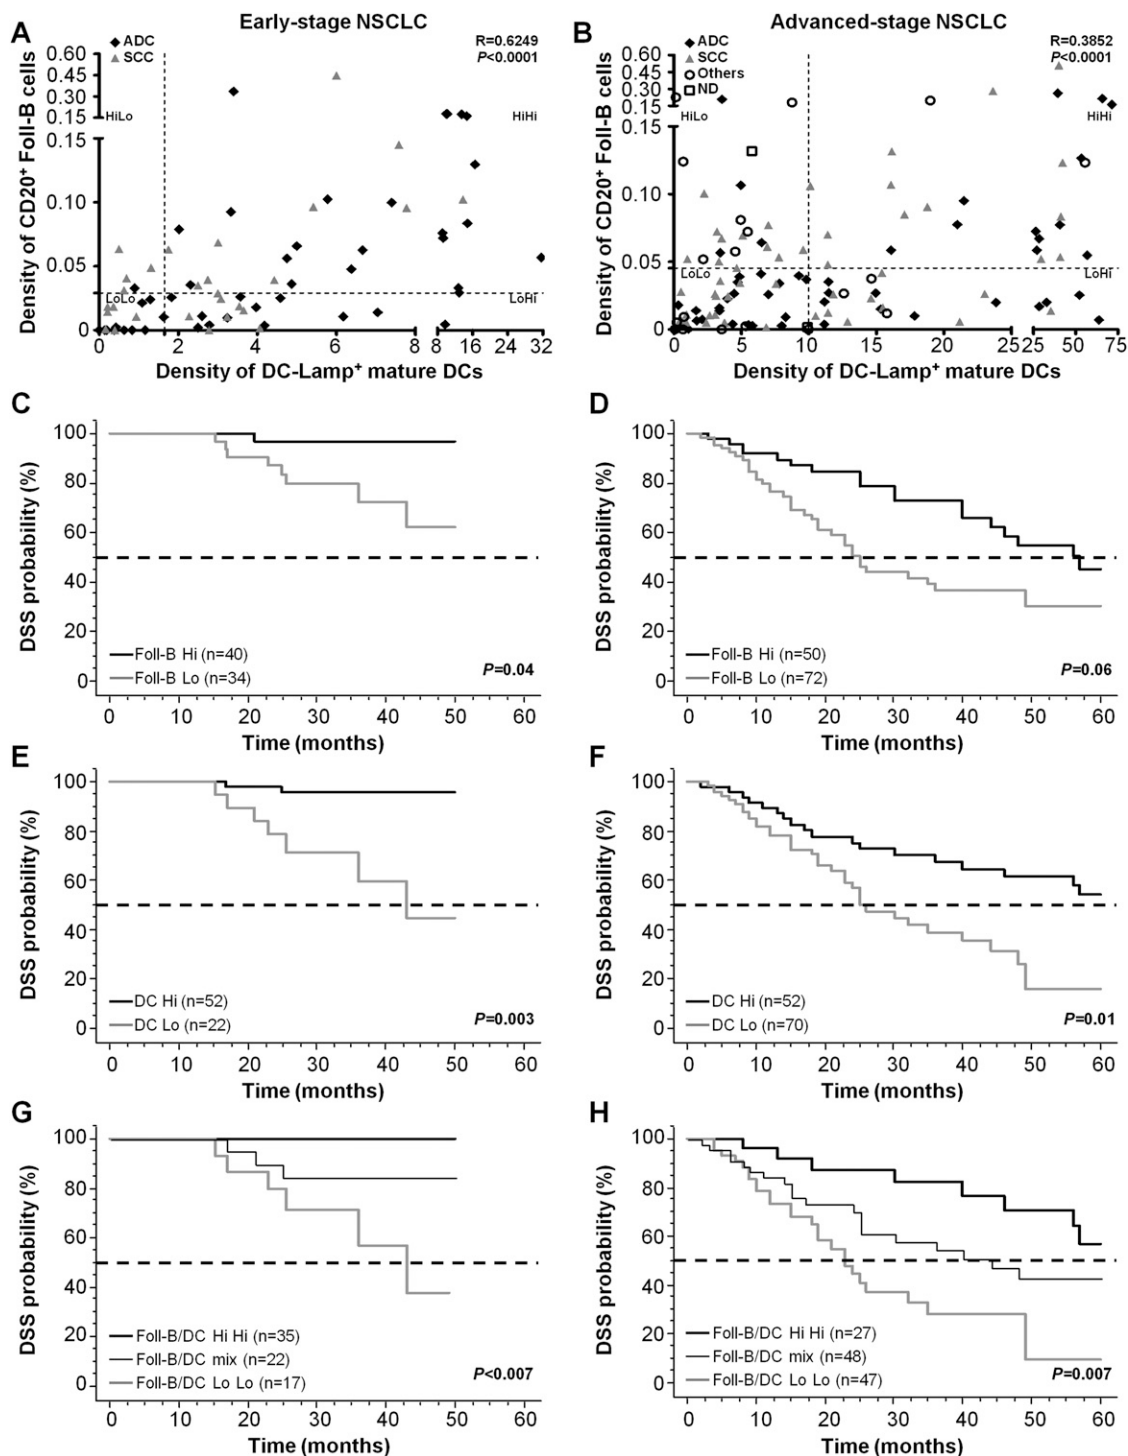 Early-stage NSCLC
Advanced-stage NSCLC
A
◆ ADC
▲ SCC
R=0.6249
P<0.0001
Density of CD20+ Foll-B cells
0.60
0.45
0.30
0.15
0.15
0.10
0.05
0
HiLo
HiHi
LoLo
LoHi
0 2 4 6 8 8 16 24 32
Density of DC-Lamp+ mature DCs
B
◆ ADC
▲ SCC
Others
ND
R=0.3852
P<0.0001
Density of CD20+ Foll-B cells
0.60
0.45
0.30
0.15
0.15
0.10
0.05
0
HiLo
HiHi
LoLo
LoHi
0 5 10 15 20 25 25 50 75
Density of DC-Lamp+ mature DCs
C
DSS probability (%)
100
80
60
40
20
0
Foll-B Hi (n=40)
Foll-B Lo (n=34)
P=0.04
0 10 20 30 40 50 60
Time (months)
D
DSS probability (%)
100
80
60
40
20
0
Foll-B Hi (n=50)
Foll-B Lo (n=72)
P=0.06
0 10 20 30 40 50 60
Time (months)
E
DSS probability (%)
100
80
60
40
20
0
DC Hi (n=52)
DC Lo (n=22)
P=0.003
0 10 20 30 40 50 60
Time (months)
F
DSS probability (%)
100
80
60
40
20
0
DC Hi (n=52)
DC Lo (n=70)
P=0.01
0 10 20 30 40 50 60
Time (months)
G
DSS probability (%)
100
80
60
40
20
0
Foll-B/DC Hi Hi (n=35)
Foll-B/DC mix (n=22)
Foll-B/DC Lo Lo (n=17)
P<0.007
0 10 20 30 40 50 60
Time (months)
H
DSS probability (%)
100
80
60
40
20
0
Foll-B/DC Hi Hi (n=27)
Foll-B/DC mix (n=48)
Foll-B/DC Lo Lo (n=47)
P=0.007
0 10 20 30 40 50 60
Time (months)